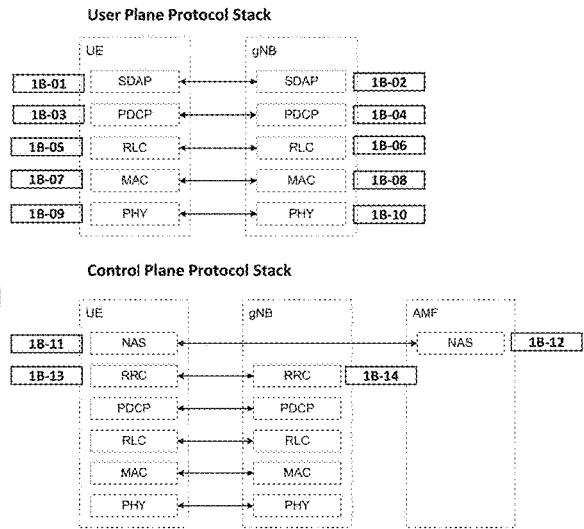 User Plane Protocol Stack
UE gNB
1B-01 SDAP SDAP 1B-02
1B-03 PDCP PDCP 1B-04
1B-05 RLC RLC 1B-06
1B-07 MAC MAC 1B-08
1B-09 PHY PHY 1B-10
Control Plane Protocol Stack
UE gNB AMF
1B-11 NAS NAS 1B-12
1B-13 RRC RRC 1B-14
PDCP PDCP
RLC RLC
MAC MAC
PHY PHY